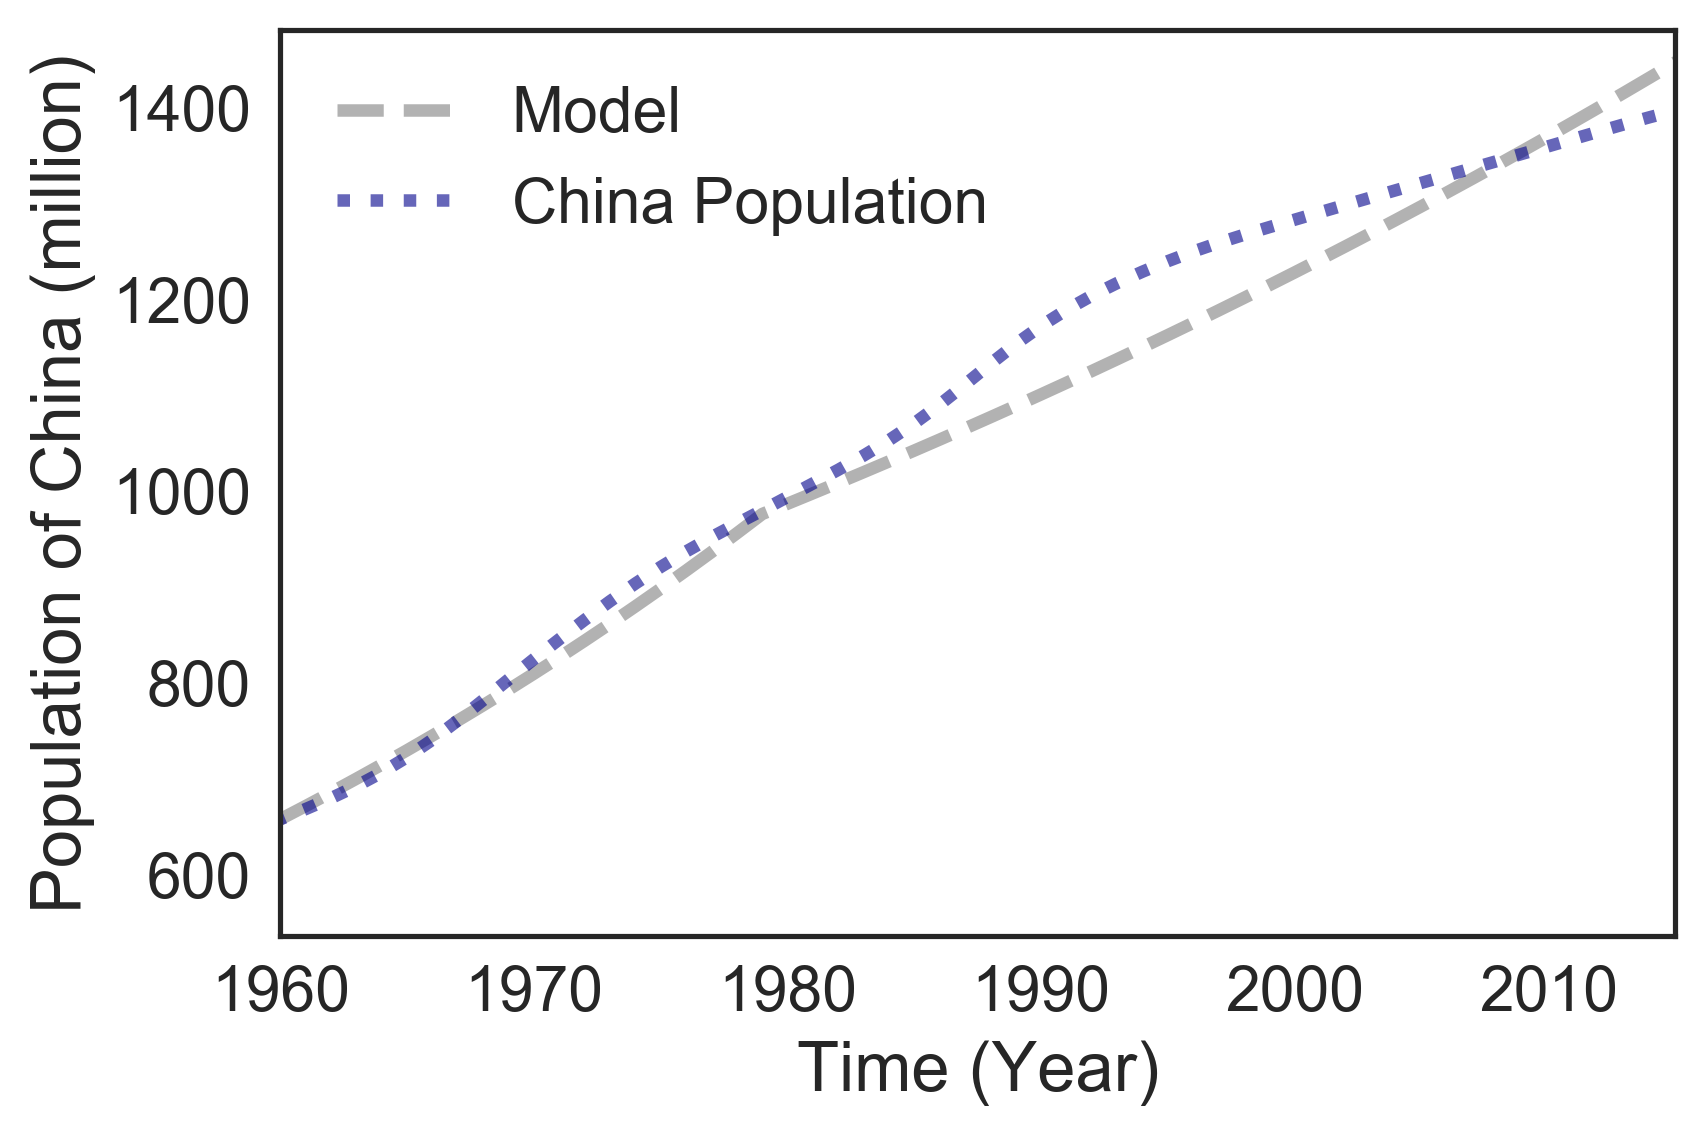 Population of China (million)
1400
1200
1000
800
600
Model
China Population
1960 1970 1980 1990 2000 2010
Time (Year)